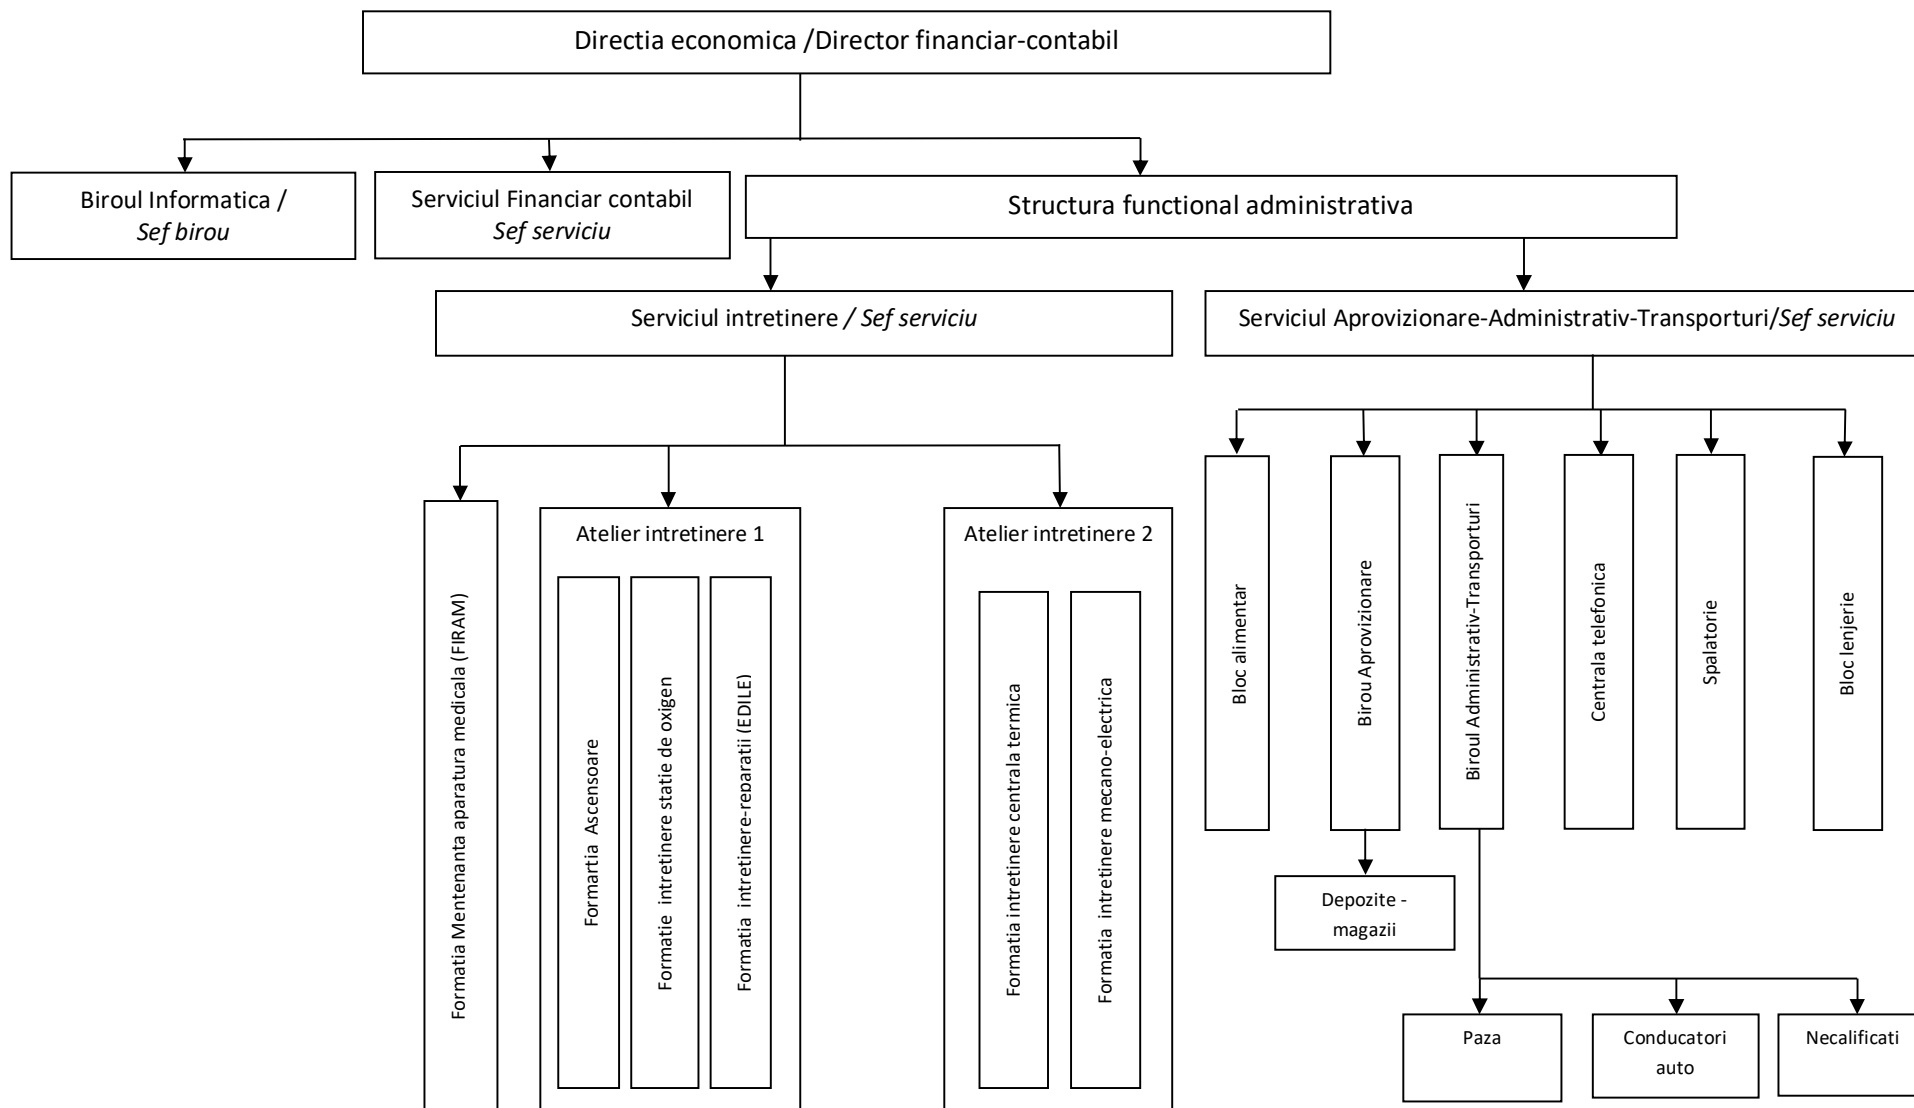 Directia economica /Director financiar-contabil
Biroul Informatica /
Sef birou
Serviciul Financiar contabil
Sef serviciu
Structura functional administrativa
Serviciul intretinere / Sef serviciu
Serviciul Aprovizionare-Administrativ-Transporturi/Sef serviciu
Formatia Mentenanta aparatura medicala (FIRAM)
Atelier intretinere 1
Formartia Ascensoare
Formatie intretinere statie de oxigen
Formatia intretinere-reparatii (EDILE)
Atelier intretinere 2
Formatia intretinere centrala termica
Formatia intretinere mecano-electrica
Bloc alimentar
Birou Aprovizionare
Biroul Administrativ-Transporturi
Centrala telefonica
Spalatorie
Bloc lenjerie
Depozite -
magazii
Paza
Conducatori
auto
Necalificati